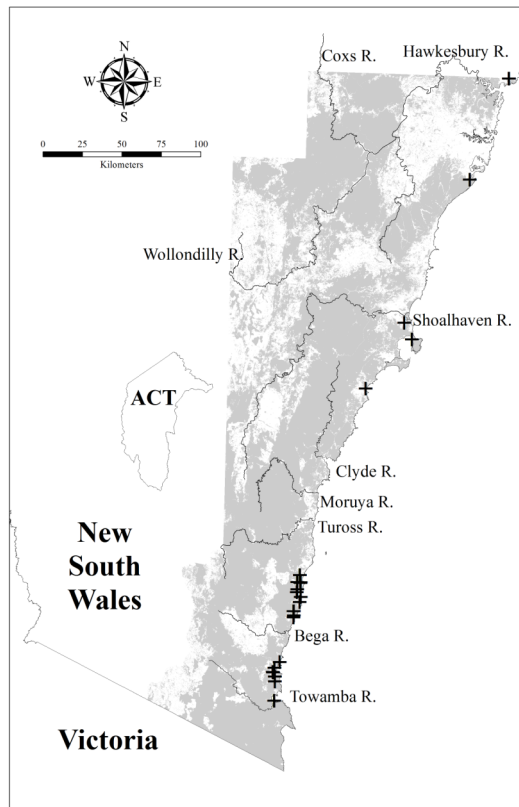 Coxs R.
Hawkesbury R.
N
W
E
S
0 25 50 75 100
Kilometers
Wollondilly R.
Shoalhaven R.
ACT
Clyde R.
Moruya R.
Tuross R.
New
South
Wales
Bega R.
Towamba R.
Victoria